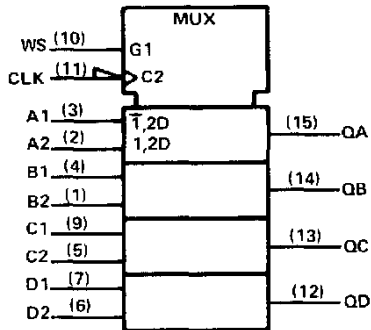 MUX
WS (10) G1
CLK (11) C2
A1 (3) 1̅,2D
(15) QA
A2 (2) 1,2D
B1 (4)
(14) QB
B2 (1)
C1 (9)
(13) QC
C2 (5)
D1 (7)
(12) QD
D2 (6)